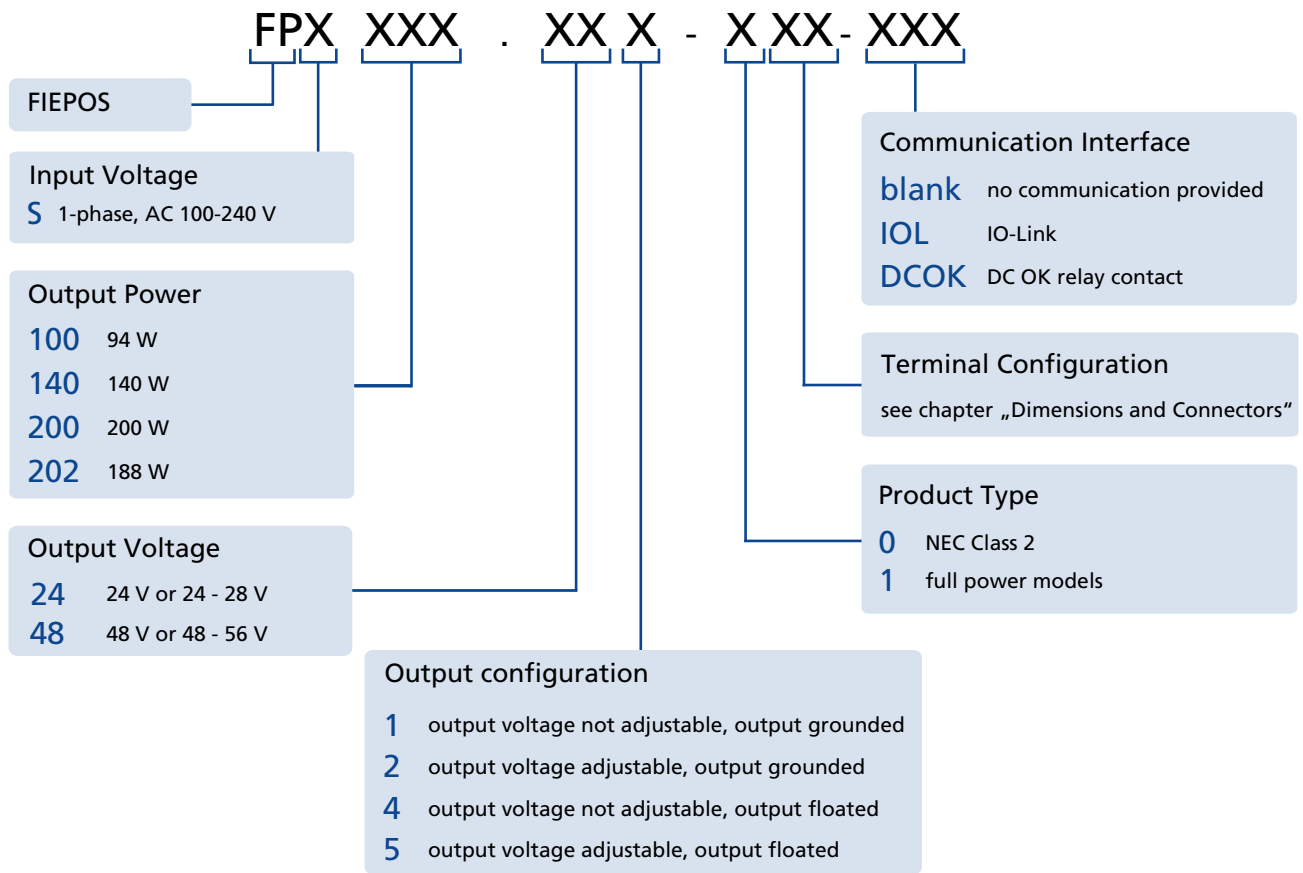 FPX XXX . XX X - X XX- XXX
FIEPOS
Input Voltage
S 1-phase, AC 100-240 V
Output Power
100 94 W
140 140 W
200 200 W
202 188 W
Output Voltage
24 24 V or 24 - 28 V
48 48 V or 48 - 56 V
Output configuration
1 output voltage not adjustable, output grounded
2 output voltage adjustable, output grounded
4 output voltage not adjustable, output floated
5 output voltage adjustable, output floated
Communication Interface
blank no communication provided
IOL IO-Link
DCOK DC OK relay contact
Terminal Configuration
see chapter „Dimensions and Connectors“
Product Type
0 NEC Class 2
1 full power models